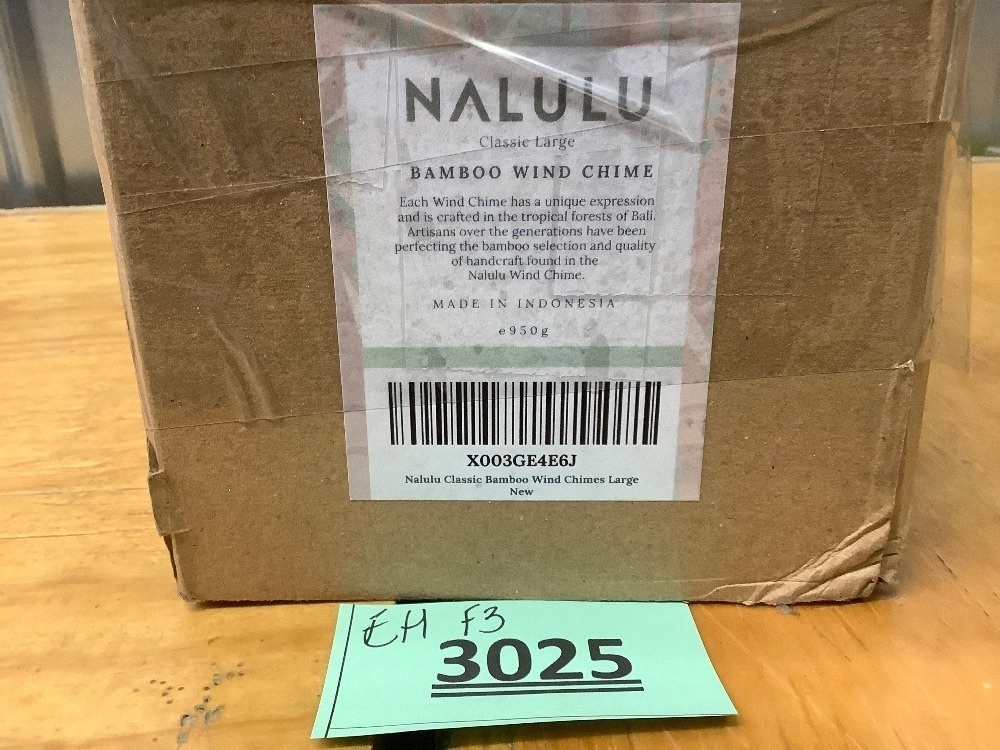 NALULU
Classic Large
BAMBOO WIND CHIME
Each Wind Chime has a unique expression
and is crafted in the tropical forests of Bali.
Artisans over the generations have been
perfecting the bamboo selection and quality
of handcraft found in the
Nalulu Wind Chime.
MADE IN INDONESIA
e950g
X003GE4E6J
Nalulu Classic Bamboo Wind Chimes Large
New
EH F3
3025